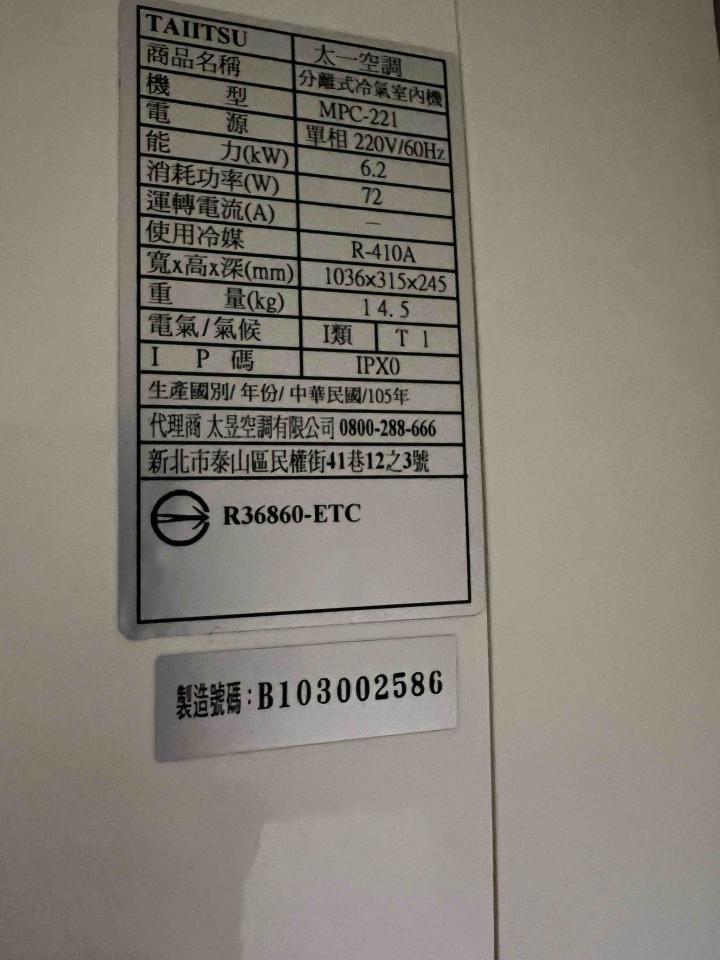 TAIITSU 太一空調
商品名稱 分離式冷氣室內機
機型 MPC-221
電源 單相 220V/60Hz
能力(kW) 6.2
消耗功率(W) 72
運轉電流(A) —
使用冷媒 R-410A
寬x高x深(mm) 1036×315×245
重量(kg) 14.5
電氣/氣候 I類 T1
IP碼 IPX0
生產國別/年份/中華民國/105年
代理商 太昱空調有限公司 0800-288-666
新北市泰山區民權街41巷12之3號
R36860-ETC
製造號碼:B103002586